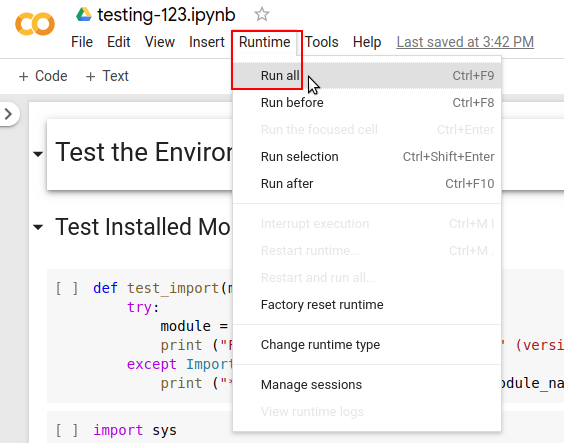 testing-123.ipynb
File Edit View Insert Runtime Tools Help Last saved at 3:42 PM
+ Code + Text
Run all Ctrl+F9
Run before Ctrl+F8
Run the focused cell Ctrl+Enter
Run selection Ctrl+Shift+Enter
Run after Ctrl+F10
Interrupt execution Ctrl+M I
Restart runtime... Ctrl+M .
Restart and run all...
Factory reset runtime
Change runtime type
Manage sessions
View runtime logs
Test the Environ
Test Installed Mo
[ ] def test_import(
try:
module =
print (" " (versi
except Import
print ("* odule_na
[ ] import sys